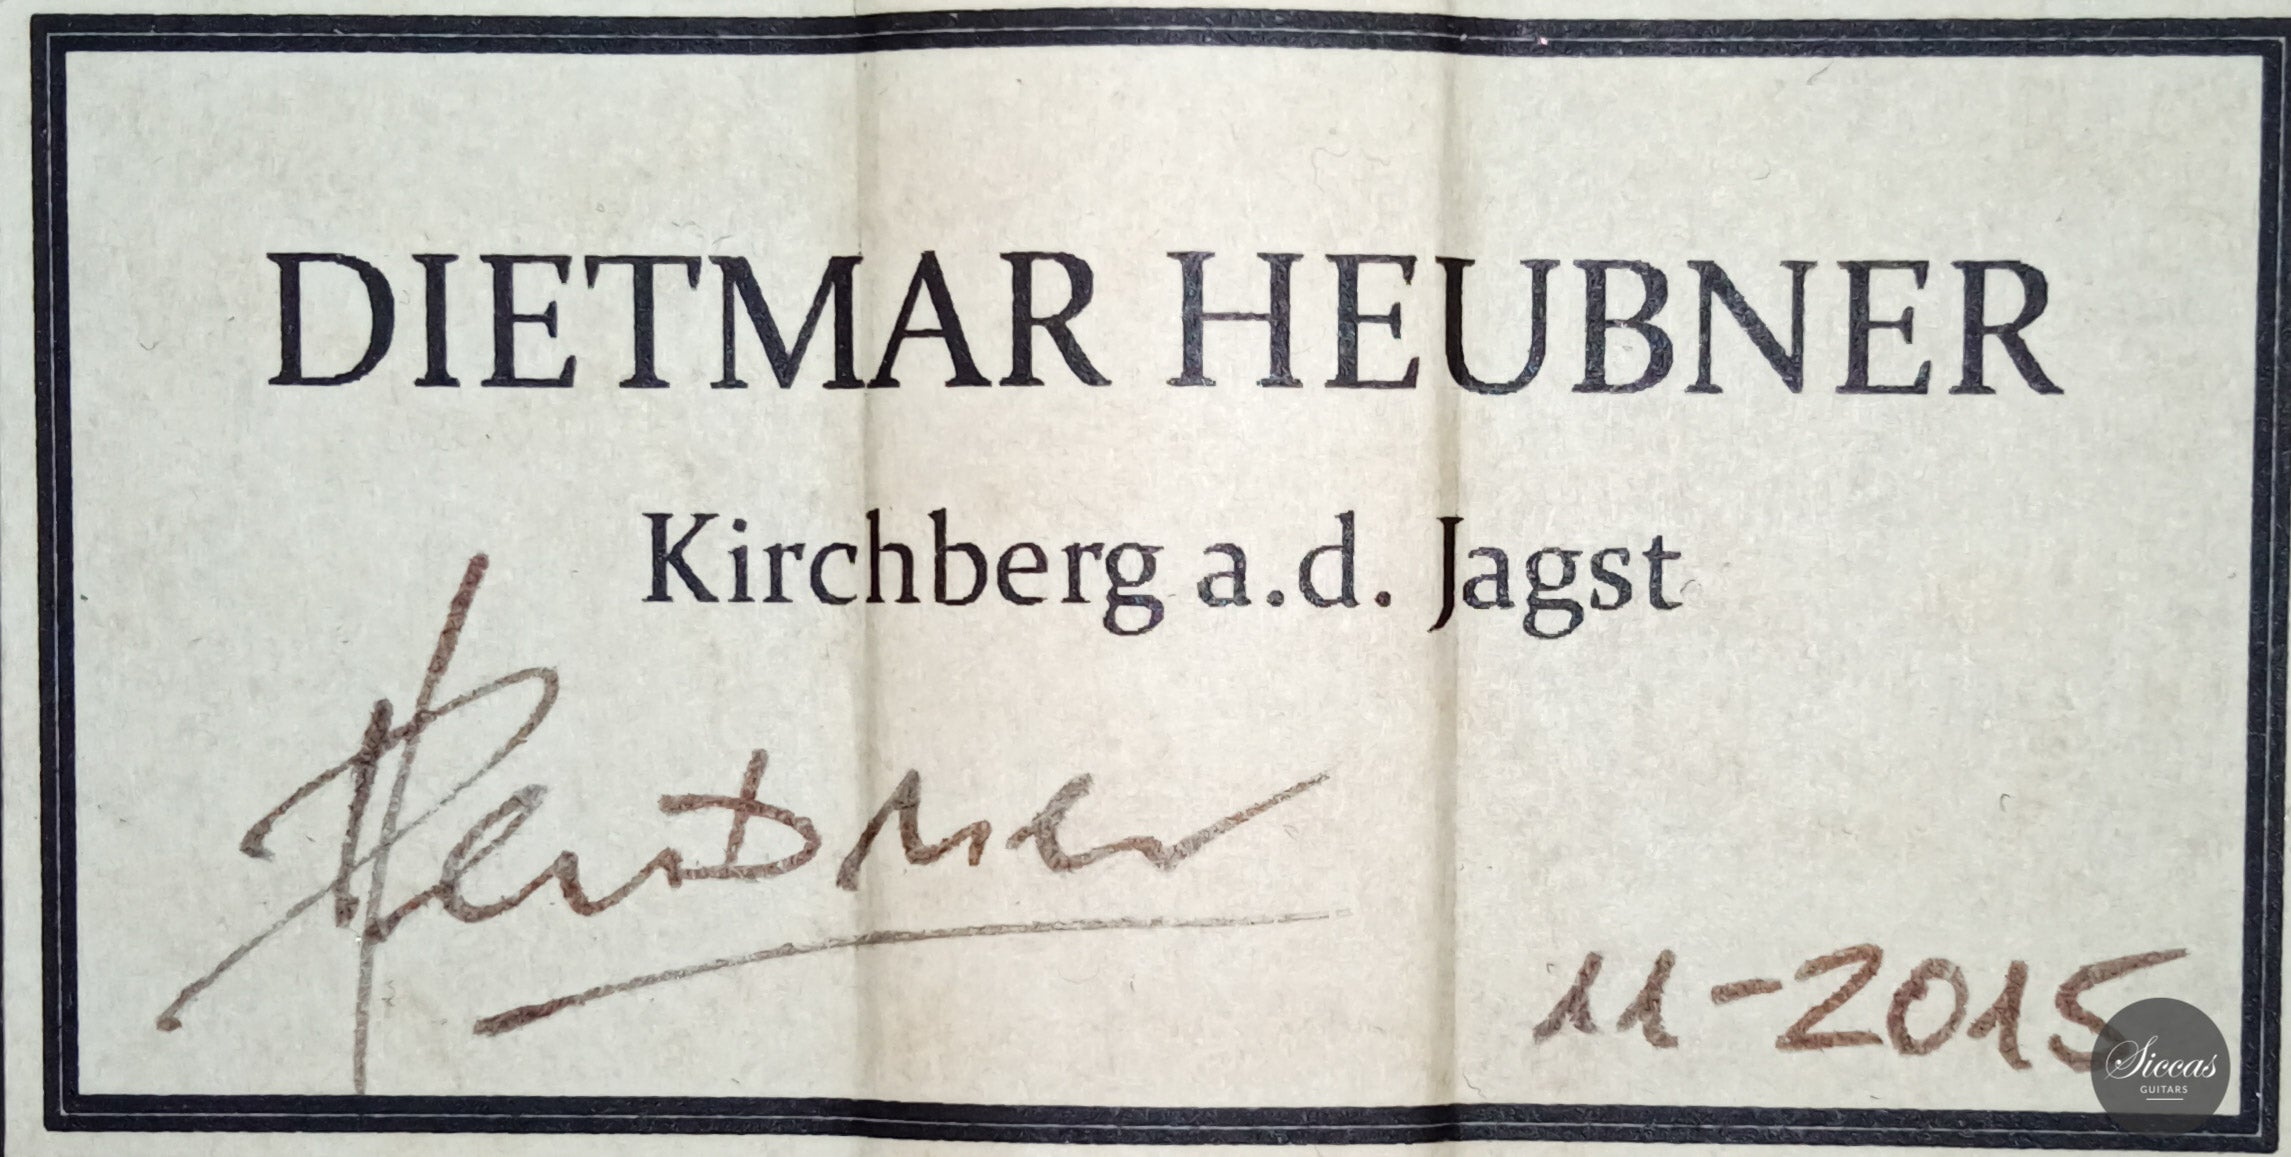 DIETMAR HEUBNER
Kirchberg a.d. Jagst
Heubner
11-2015
Siccas
GUITARS